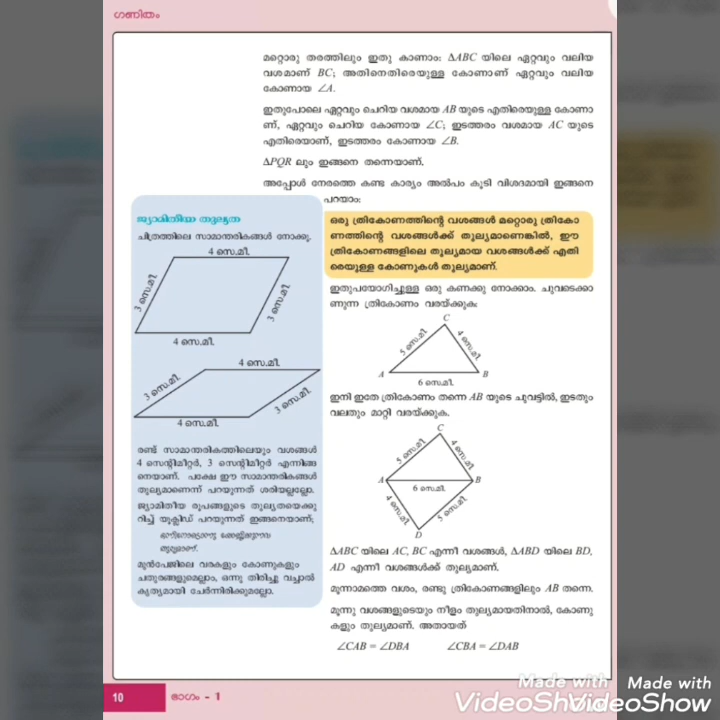 ഗണിതം
മറ്റൊരു തരത്തിലും ഇതു കാണാം: ΔABC യിലെ ഏറ്റവും വലിയ
വശമാണ് BC; അതിനെതിരെയുള്ള കോണാണ് ഏറ്റവും വലിയ
കോണായ ∠A.
ഇതുപോലെ ഏറ്റവും ചെറിയ വശമായ AB യുടെ എതിരെയുള്ള കോണാ
ണ്, ഏറ്റവും ചെറിയ കോണായ ∠C; ഇടത്തരം വശമായ AC യുടെ
എതിരെയാണ്, ഇടത്തരം കോണായ ∠B.
ΔPQR ലും ഇങ്ങനെ തന്നെയാണ്.
അപ്പോൾ നേരത്തെ കണ്ട കാര്യം അൽപം കൂടി വിശദമായി ഇങ്ങനെ
പറയാം:
ജ്യാമിതീയ തുല്യത
ചിത്രത്തിലെ സാമാന്തരികങ്ങൾ നോക്കൂ.
4 സെ.മീ.
3 സെ.മീ.
3 സെ.മീ.
4 സെ.മീ.
4 സെ.മീ.
3 സെ.മീ.
3 സെ.മീ.
4 സെ.മീ.
രണ്ട് സാമാന്തരികത്തിലെയും വശങ്ങൾ
4 സെന്റിമീറ്റർ, 3 സെന്റിമീറ്റർ എന്നിങ്ങ
നെയാണ്. പക്ഷേ ഈ സാമാന്തരികങ്ങൾ
തുല്യമാണെന്ന് പറയുന്നത് ശരിയല്ലല്ലോ.
ജ്യാമിതീയ രൂപങ്ങളുടെ തുല്യതയെക്കു
റിച്ച് യൂക്ലിഡ് പറയുന്നത് ഇങ്ങനെയാണ്;
തുല്യമാണ്.
മുൻപേജിലെ വരകളും കോണുകളും
ചതുരങ്ങളുമെല്ലാം, ഒന്നു തിരിച്ചു വച്ചാൽ
കൃത്യമായി ചേർന്നിരിക്കുമല്ലോ.
ഒരു ത്രികോണത്തിന്റെ വശങ്ങൾ മറ്റൊരു ത്രികോ
ണത്തിന്റെ വശങ്ങൾക്ക് തുല്യമാണെങ്കിൽ, ഈ
ത്രികോണങ്ങളിലെ തുല്യമായ വശങ്ങൾക്ക് എതി
രെയുള്ള കോണുകൾ തുല്യമാണ്.
ഇതുപയോഗിച്ചുള്ള ഒരു കണക്കു നോക്കാം. ചുവടെക്കാ
ണുന്ന ത്രികോണം വരയ്ക്കുക:
C
5 സെ.മീ.
4 സെ.മീ.
A
B
6 സെ.മീ.
ഇനി ഇതേ ത്രികോണം തന്നെ AB യുടെ ചുവട്ടിൽ, ഇടതും
വലതും മാറ്റി വരയ്ക്കുക.
C
5 സെ.മീ.
4 സെ.മീ.
A
6 സെ.മീ.
B
4 സെ.മീ.
5 സെ.മീ.
D
ΔABC യിലെ AC, BC എന്നീ വശങ്ങൾ, ΔABD യിലെ BD,
AD എന്നീ വശങ്ങൾക്ക് തുല്യമാണ്.
മൂന്നാമത്തെ വശം, രണ്ടു ത്രികോണങ്ങളിലും AB തന്നെ.
മൂന്നു വശങ്ങളുടെയും നീളം തുല്യമായതിനാൽ, കോണു
കളും തുല്യമാണ്. അതായത്
∠CAB = ∠DBA ∠CBA = ∠DAB
10 ഭാഗം - 1
Made with
VideoShow
Made with
VideoShow